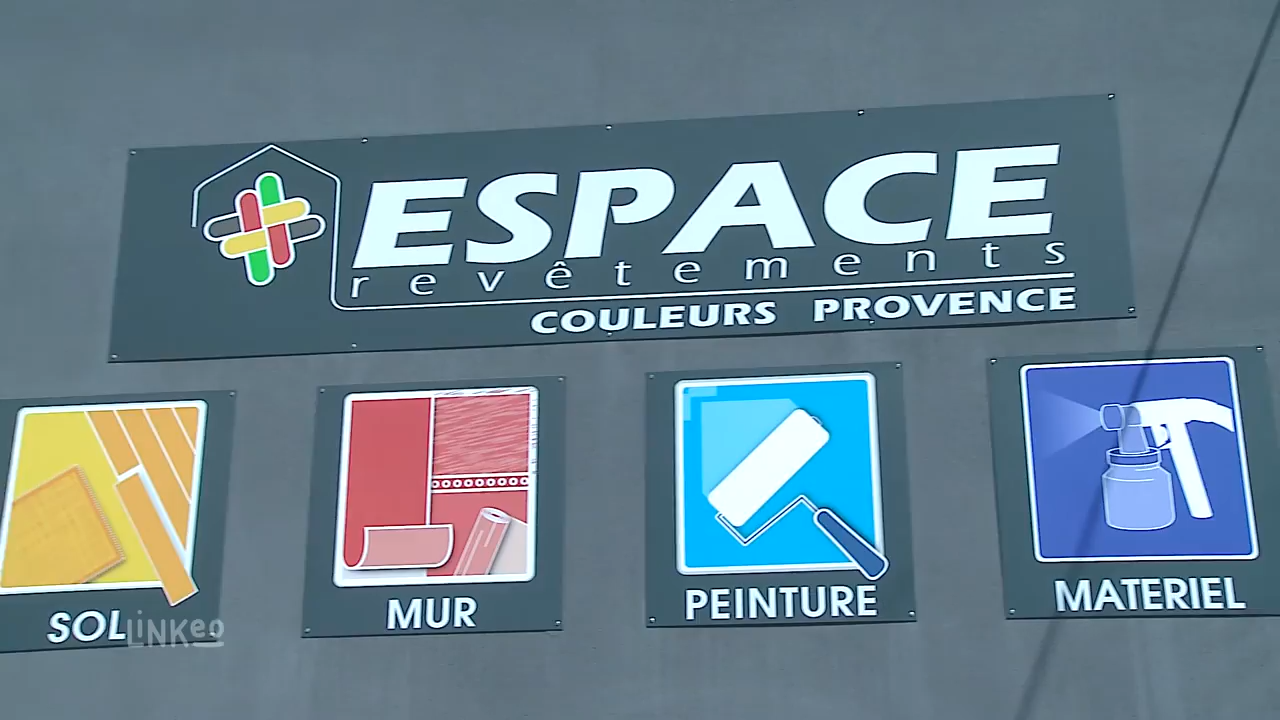 ESPACE
revêtements
COULEURS PROVENCE
SOL
MUR
PEINTURE
MATERIEL
LINKeo